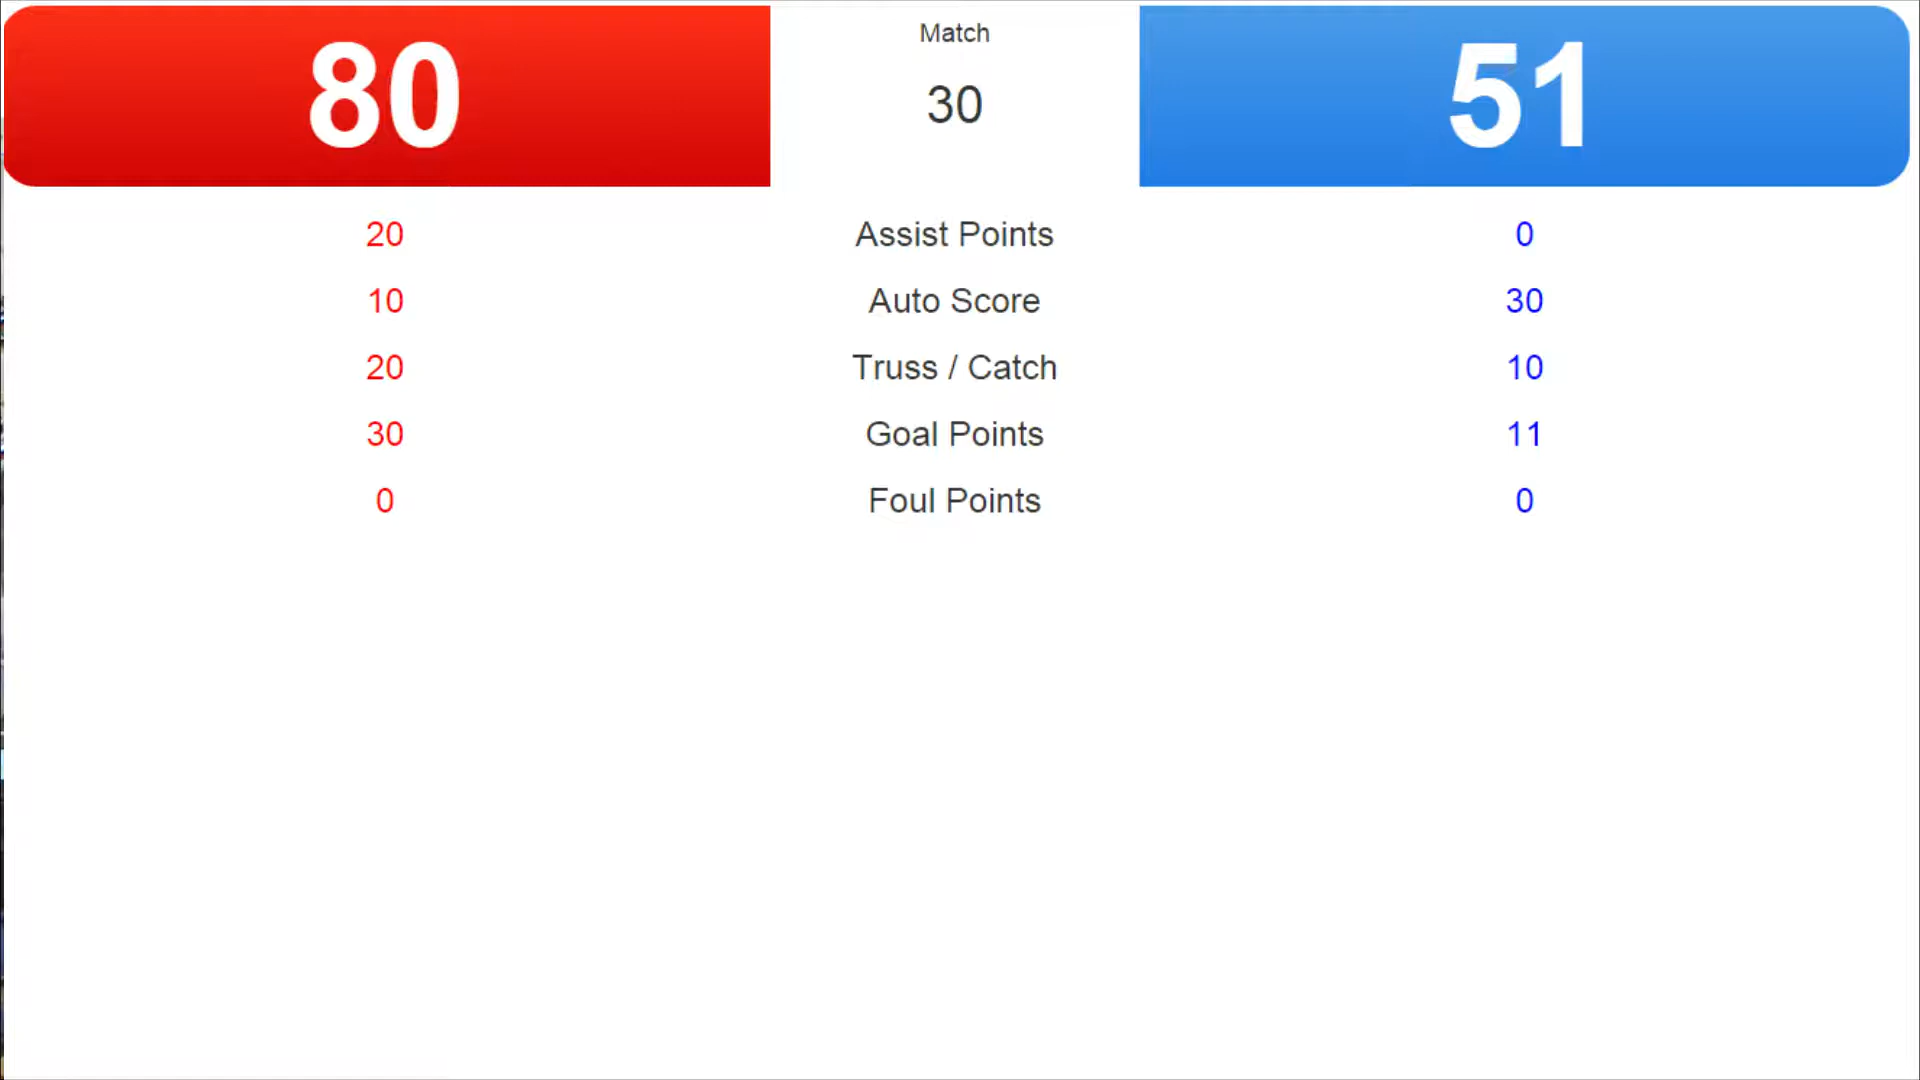 80 Match 51
30
20 Assist Points 0
10 Auto Score 30
20 Truss / Catch 10
30 Goal Points 11
0 Foul Points 0